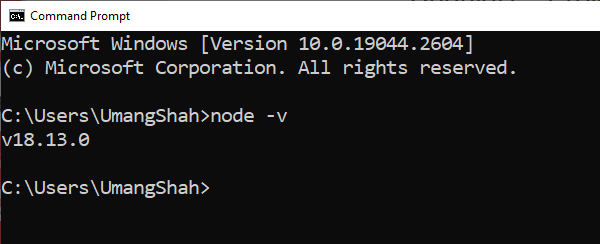 Command Prompt
Microsoft Windows [Version 10.0.19044.2604]
(c) Microsoft Corporation. All rights reserved.
C:\Users\UmangShah>node -v
v18.13.0
C:\Users\UmangShah>